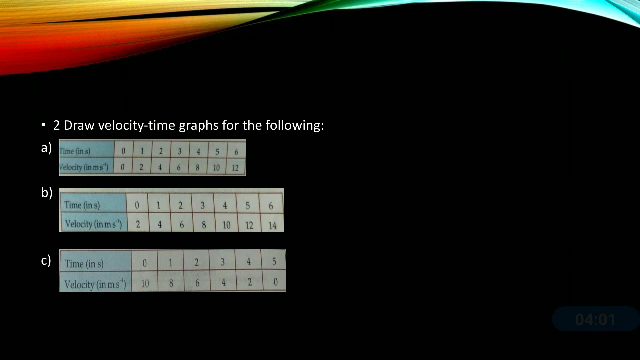 • 2 Draw velocity-time graphs for the following:
a)
Time (in s) 0 1 2 3 4 5 6
Velocity (in m s⁻¹) 0 2 4 6 8 10 12
b)
Time (in s) 0 1 2 3 4 5 6
Velocity (in m s⁻¹) 2 4 6 8 10 12 14
c)
Time (in s) 0 1 2 3 4 5
Velocity (in m s⁻¹) 10 8 6 4 2 0
04:01